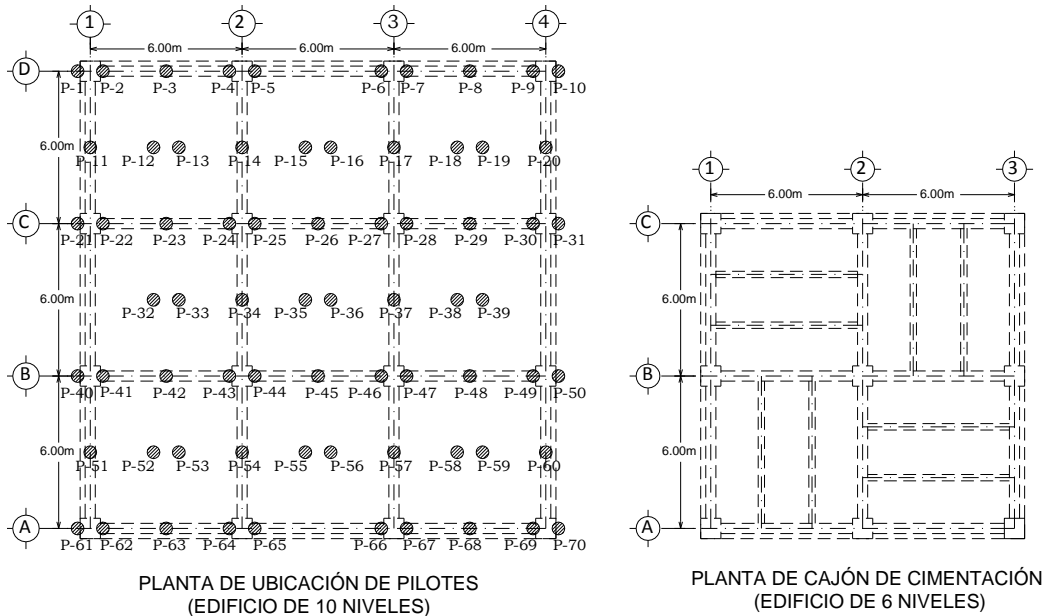 1 2 3 4
6.00m 6.00m 6.00m
D
P-1 P-2 P-3 P-4 P-5 P-6 P-7 P-8 P-9 P-10
6.00m
P-11 P-12 P-13 P-14 P-15 P-16 P-17 P-18 P-19 P-20
C
P-21 P-22 P-23 P-24 P-25 P-26 P-27 P-28 P-29 P-30 P-31
6.00m
P-32 P-33 P-34 P-35 P-36 P-37 P-38 P-39
B
P-40 P-41 P-42 P-43 P-44 P-45 P-46 P-47 P-48 P-49 P-50
6.00m
P-51 P-52 P-53 P-54 P-55 P-56 P-57 P-58 P-59 P-60
A
P-61 P-62 P-63 P-64 P-65 P-66 P-67 P-68 P-69 P-70
PLANTA DE UBICACIÓN DE PILOTES
(EDIFICIO DE 10 NIVELES)
1 2 3
6.00m 6.00m
C
6.00m
B
6.00m
A
PLANTA DE CAJÓN DE CIMENTACIÓN
(EDIFICIO DE 6 NIVELES)